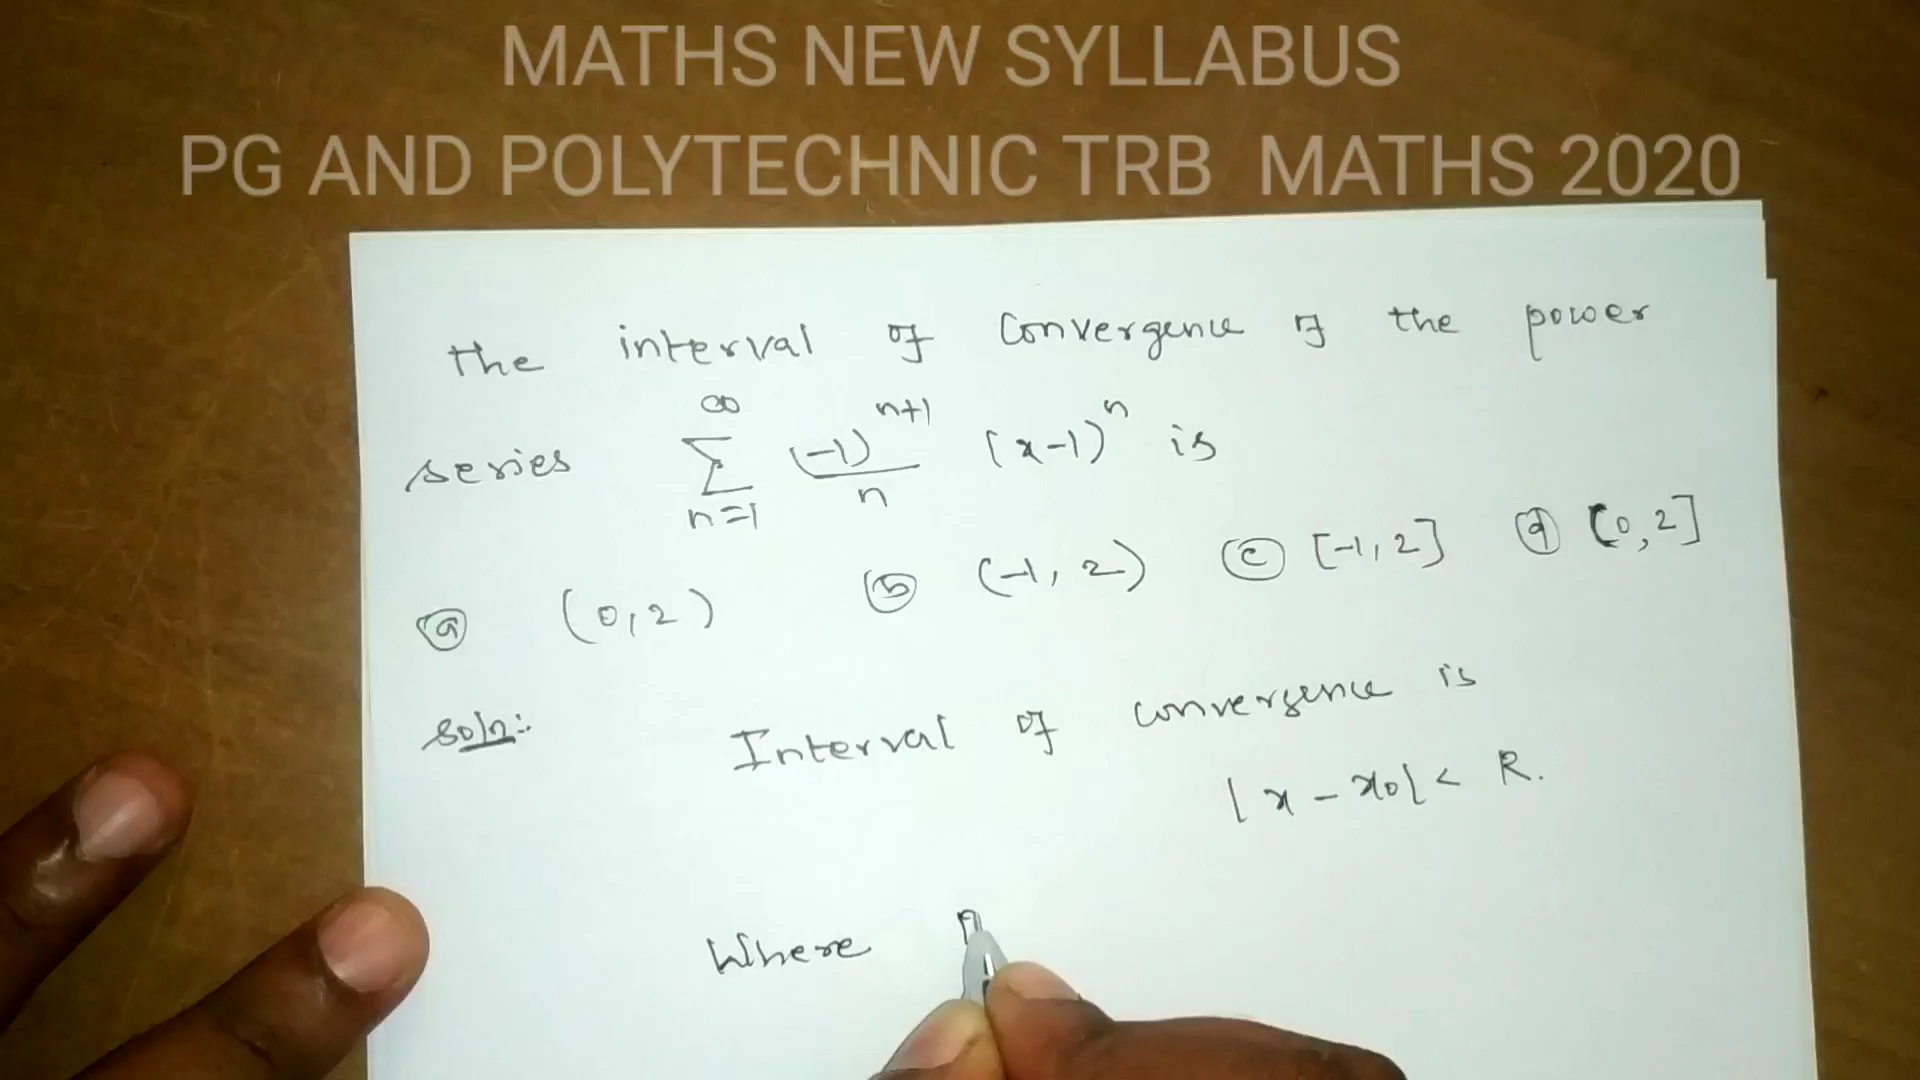 MATHS NEW SYLLABUS
PG AND POLYTECHNIC TRB MATHS 2020
The interval of Convergence of the power
series ∑_{n=1}^{∞} (-1)^{n+1}/n (x-1)^n is
ⓐ (0,2) ⓑ (-1, 2) ⓒ [-1, 2] ⓓ (0, 2]
Soln:
Interval of convergence is
|x - x0| < R.
Where